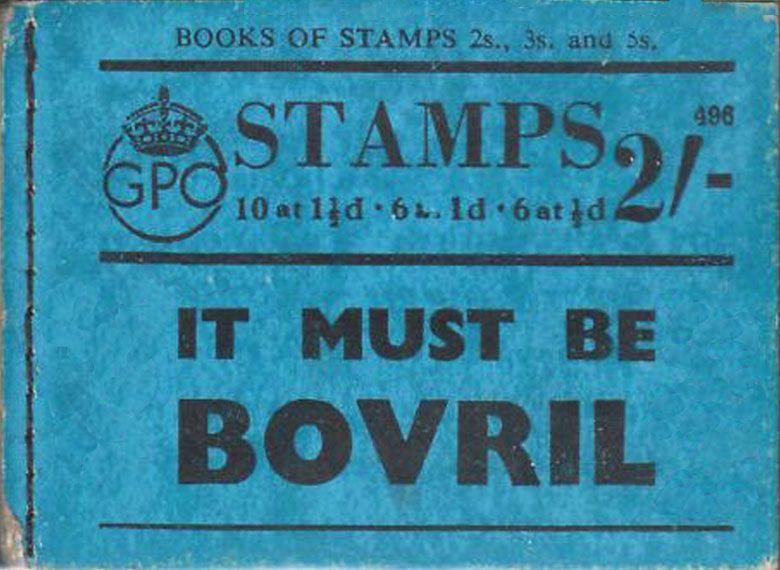 BOOKS OF STAMPS 2s., 3s. and 5s.
GPO
STAMPS
496
2/-
10 at 1½d · 6 1d · 6 at ½d
IT MUST BE
BOVRIL